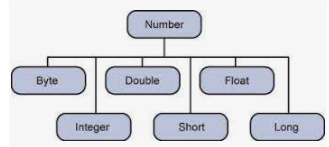 Number
Byte Double Float
Integer Short Long